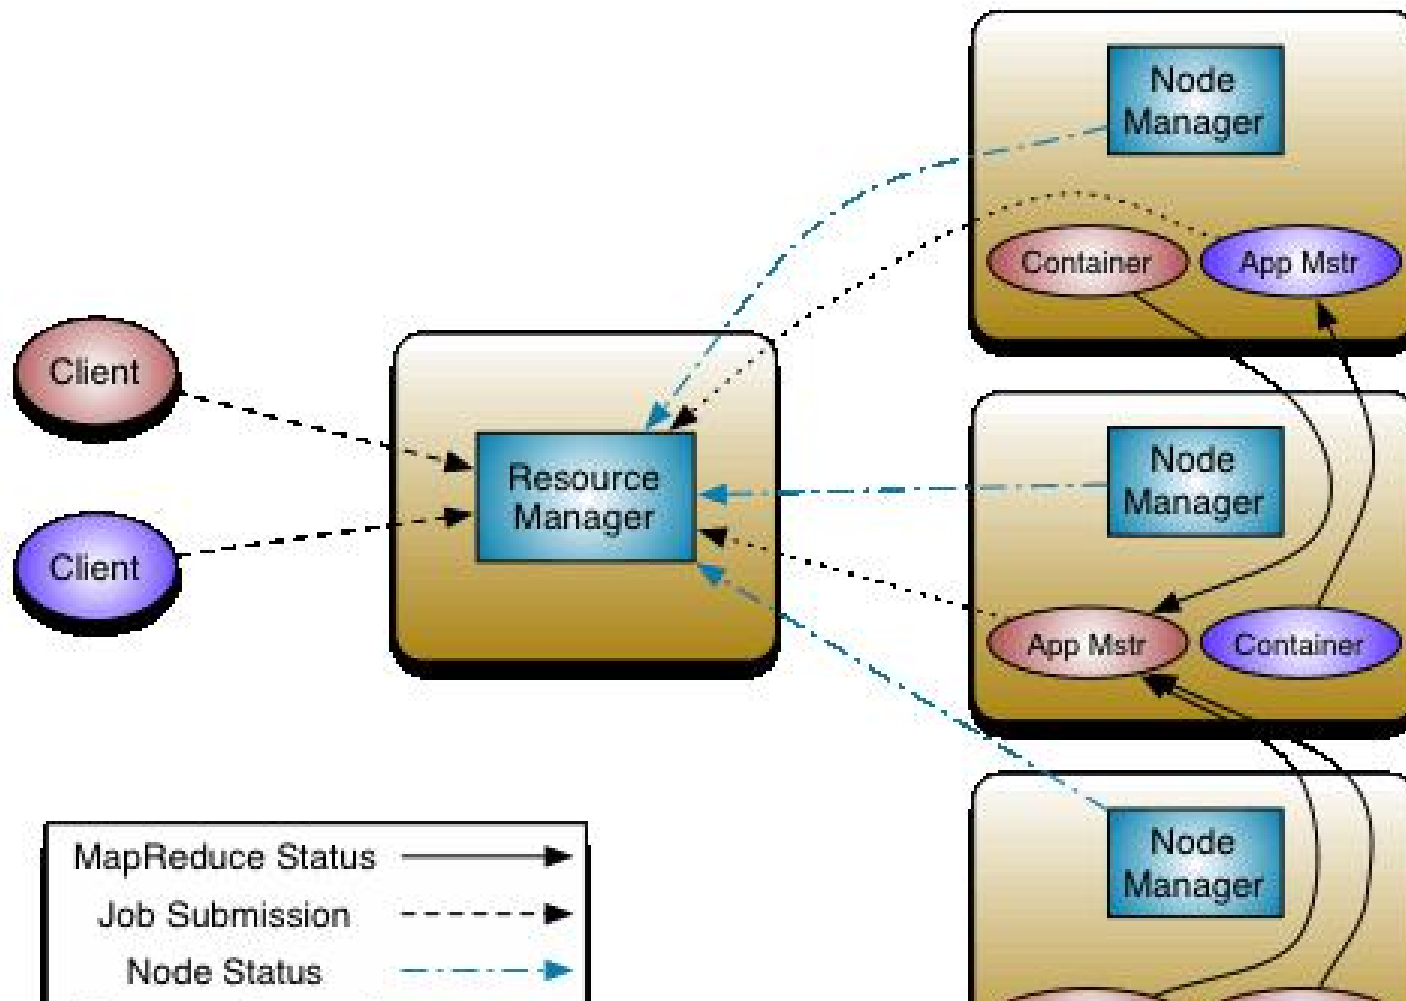 Node
Manager
Container
App Mstr
Client
Resource
Manager
Node
Manager
Client
App Mstr
Container
Node
Manager
MapReduce Status
Job Submission
Node Status